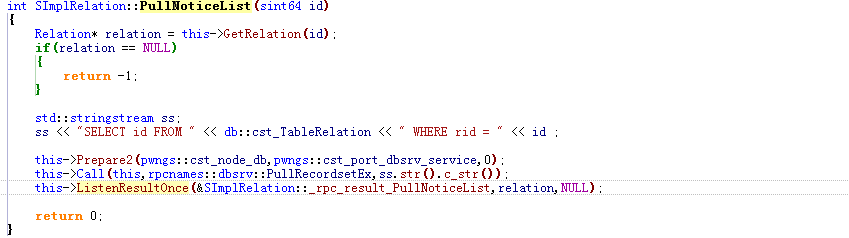 int SImplRelation::PullNoticeList(sint64 id)
{
    Relation* relation = this->GetRelation(id);
    if(relation == NULL)
    {
        return -1;
    }

    std::stringstream ss;
    ss << "SELECT id FROM " << db::cst_TableRelation << " WHERE rid = " << id ;

    this->Prepare2(pwngs::cst_node_db,pwngs::cst_port_dbsrv_service,0);
    this->Call(this,rpcnames::dbsrv::PullRecordsetEx,ss.str().c_str());
    this->ListenResultOnce(&SImplRelation::_rpc_result_PullNoticeList,relation,NULL);

    return 0;
}